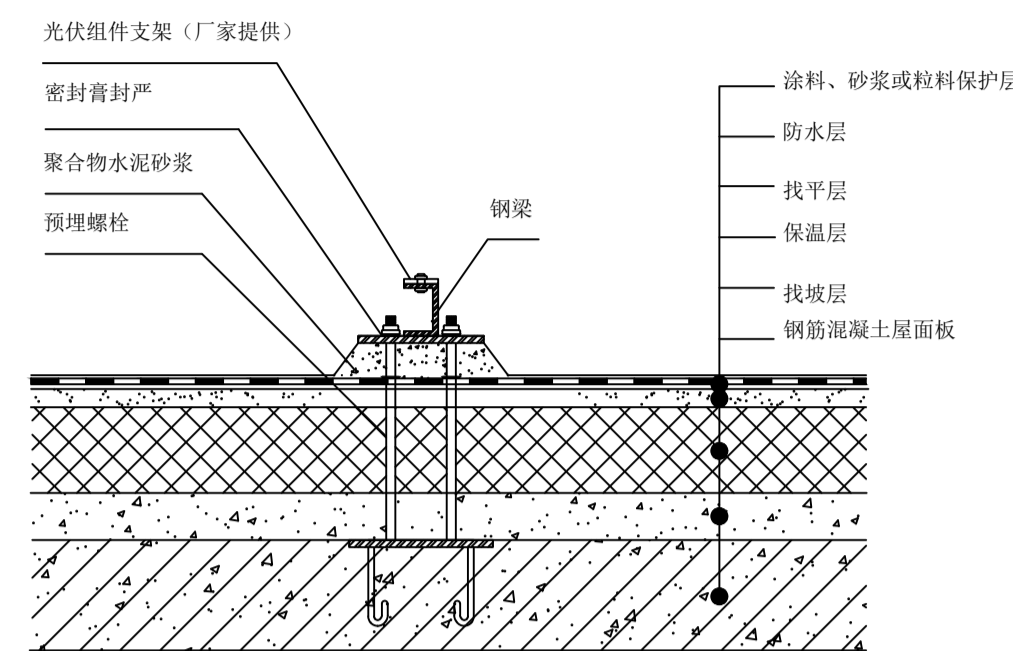 光伏组件支架（厂家提供）
密封膏封严
聚合物水泥砂浆
预埋螺栓
钢梁
涂料、砂浆或粒料保护层
防水层
找平层
保温层
找坡层
钢筋混凝土屋面板